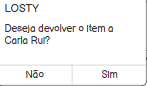 LOSTY
Deseja devolver o item a
Carla Rui?
Não
Sim